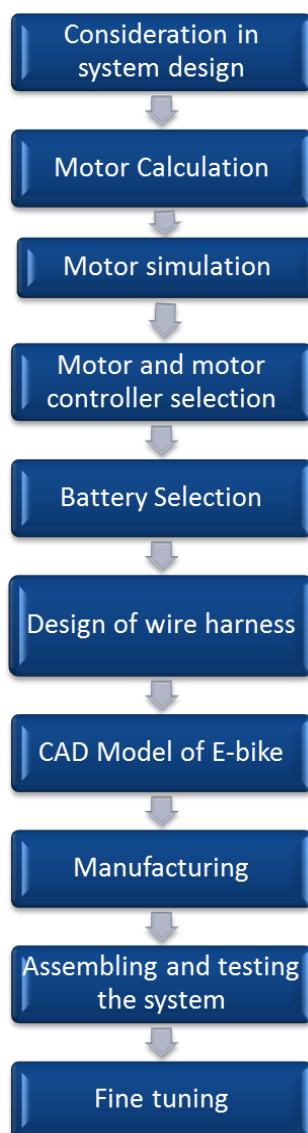 Consideration in
system design
Motor Calculation
Motor simulation
Motor and motor
controller selection
Battery Selection
Design of wire harness
CAD Model of E-bike
Manufacturing
Assembling and testing
the system
Fine tuning